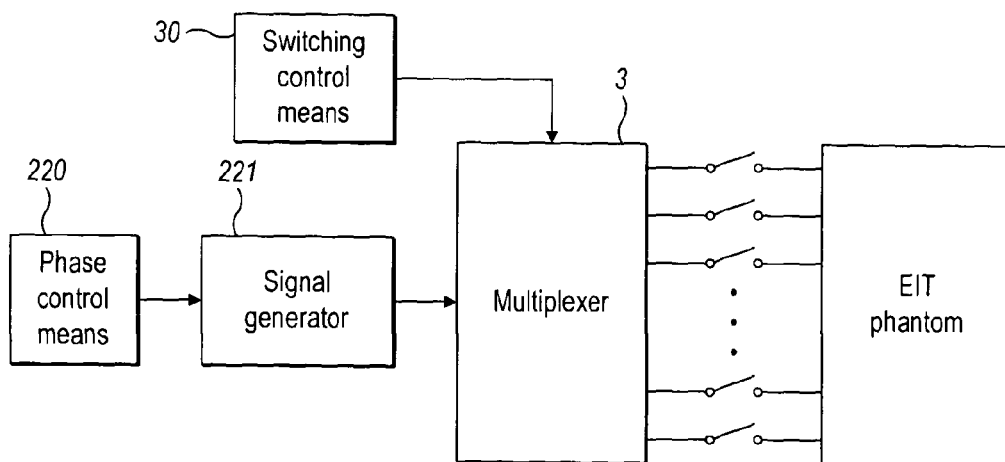 30
Switching
control
means
3
220
Phase
control
means
221
Signal
generator
Multiplexer
EIT
phantom